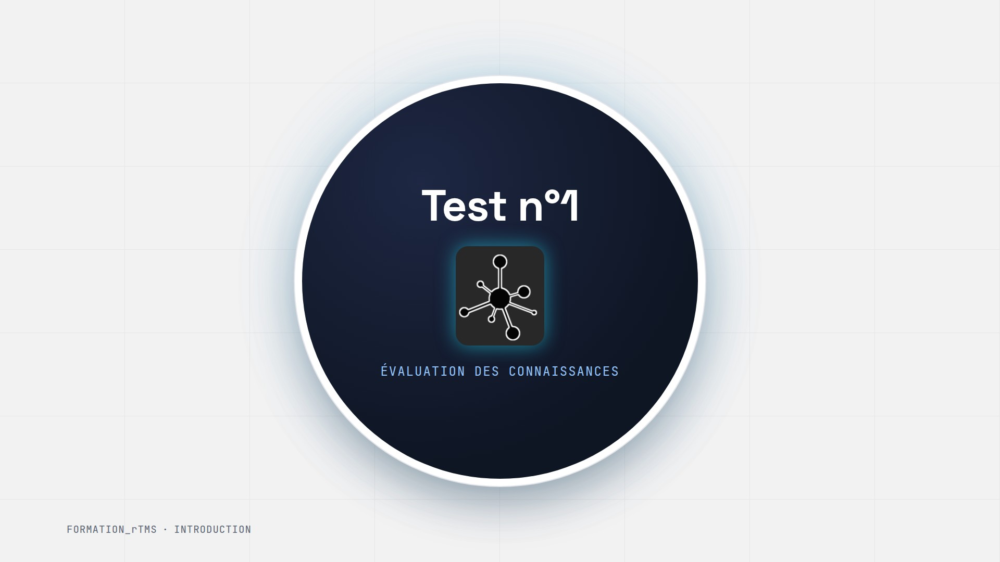 Test n°1
ÉVALUATION DES CONNAISSANCES
FORMATION_rTMS · INTRODUCTION